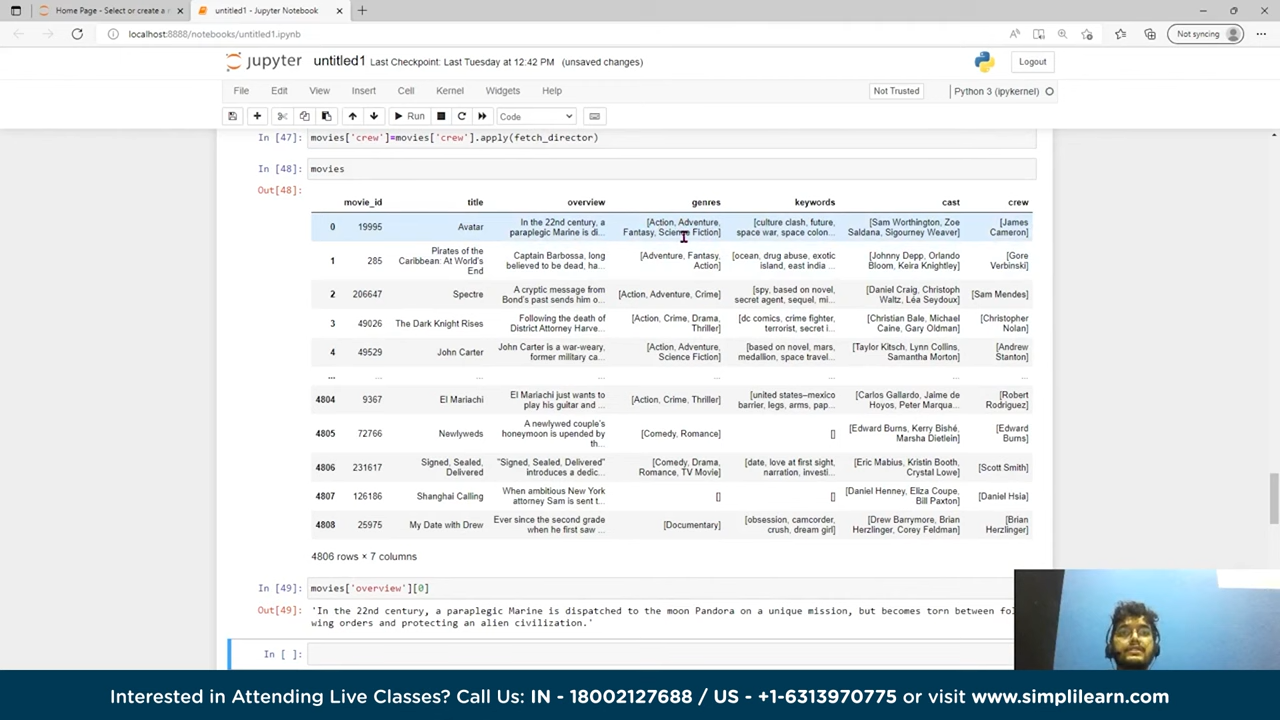 Home Page - Select or create a n
untitled1 - Jupyter Notebook
localhost:8888/notebooks/untitled1.ipynb
Not syncing
jupyter untitled1 Last Checkpoint: Last Tuesday at 12:42 PM (unsaved changes)
Logout
File Edit View Insert Cell Kernel Widgets Help
Not Trusted
Python 3 (ipykernel)
Run
Code
In [47]: movies['crew']=movies['crew'].apply(fetch_director)
In [48]: movies
Out[48]:
movie_id title overview genres keywords cast crew
0 19995 Avatar In the 22nd century, a paraplegic Marine is di... [Action, Adventure, Fantasy, Science Fiction] [culture clash, future, space war, space colon... [Sam Worthington, Zoe Saldana, Sigourney Weaver] [James Cameron]
1 285 Pirates of the Caribbean: At World's End Captain Barbossa, long believed to be dead, ha... [Adventure, Fantasy, Action] [ocean, drug abuse, exotic island, east india ... [Johnny Depp, Orlando Bloom, Keira Knightley] [Gore Verbinski]
2 206647 Spectre A cryptic message from Bond's past sends him o... [Action, Adventure, Crime] [spy, based on novel, secret agent, sequel, mi... [Daniel Craig, Christoph Waltz, Léa Seydoux] [Sam Mendes]
3 49026 The Dark Knight Rises Following the death of District Attorney Harve... [Action, Crime, Drama, Thriller] [dc comics, crime fighter, terrorist, secret i... [Christian Bale, Michael Caine, Gary Oldman] [Christopher Nolan]
4 49529 John Carter John Carter is a war-weary, former military ca... [Action, Adventure, Science Fiction] [based on novel, mars, medallion, space travel... [Taylor Kitsch, Lynn Collins, Samantha Morton] [Andrew Stanton]
... ... ... ... ... ... ... ...
4804 9367 El Mariachi El Mariachi just wants to play his guitar and ... [Action, Crime, Thriller] [united states–mexico barrier, legs, arms, pap... [Carlos Gallardo, Jaime de Hoyos, Peter Marqua... [Robert Rodriguez]
4805 72766 Newlyweds A newlywed couple's honeymoon is upended by th... [Comedy, Romance] [] [Edward Burns, Kerry Bishé, Marsha Dietlein] [Edward Burns]
4806 231617 Signed, Sealed, Delivered "Signed, Sealed, Delivered" introduces a dedic... [Comedy, Drama, Romance, TV Movie] [date, love at first sight, narration, investi... [Eric Mabius, Kristin Booth, Crystal Lowe] [Scott Smith]
4807 126186 Shanghai Calling When ambitious New York attorney Sam is sent t... [] [] [Daniel Henney, Eliza Coupe, Bill Paxton] [Daniel Hsia]
4808 25975 My Date with Drew Ever since the second grade when he first saw ... [Documentary] [obsession, camcorder, crush, dream girl] [Drew Barrymore, Brian Herzlinger, Corey Feldman] [Brian Herzlinger]
4806 rows × 7 columns
In [49]: movies['overview'][0]
Out[49]: 'In the 22nd century, a paraplegic Marine is dispatched to the moon Pandora on a unique mission, but becomes torn between fol
wing orders and protecting an alien civilization.'
In [ ]:
Interested in Attending Live Classes? Call Us: IN - 18002127688 / US - +1-6313970775 or visit www.simplilearn.com